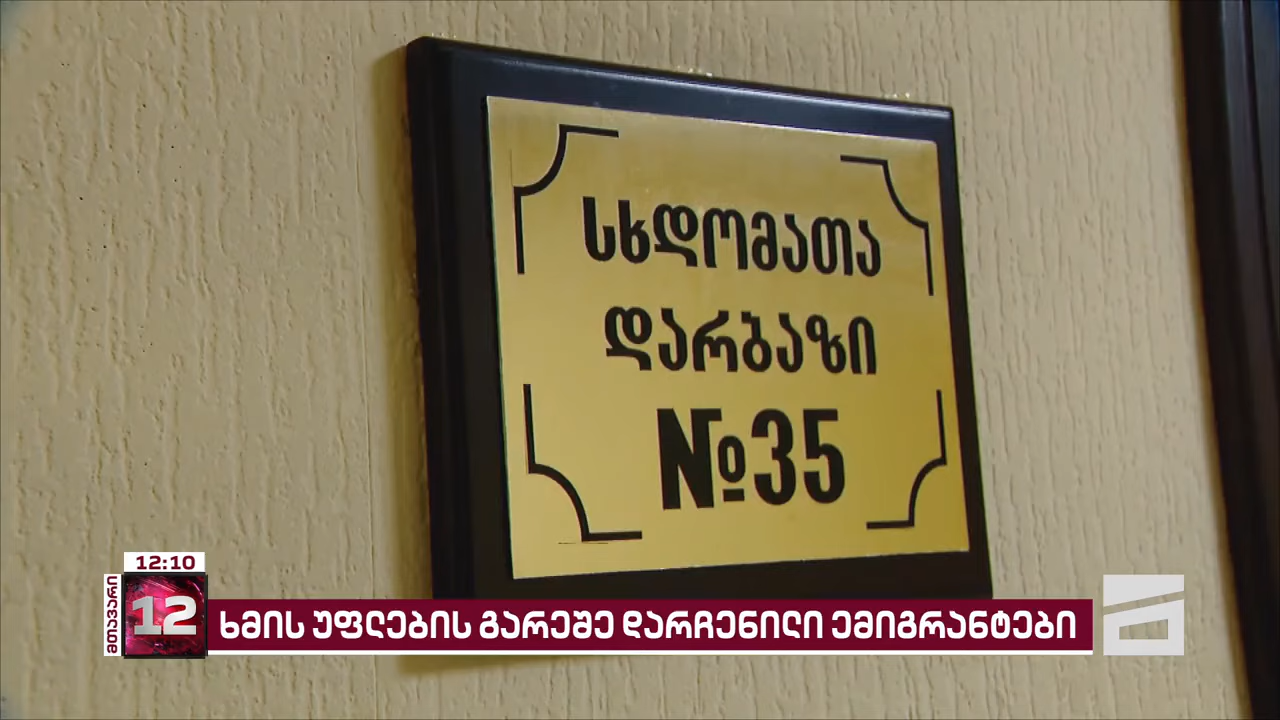 სხდომათა
დარბაზი
№35
12:10
მთავარი
12
ხმის უფლების გარეშე დარჩენილი ემიგრანტები